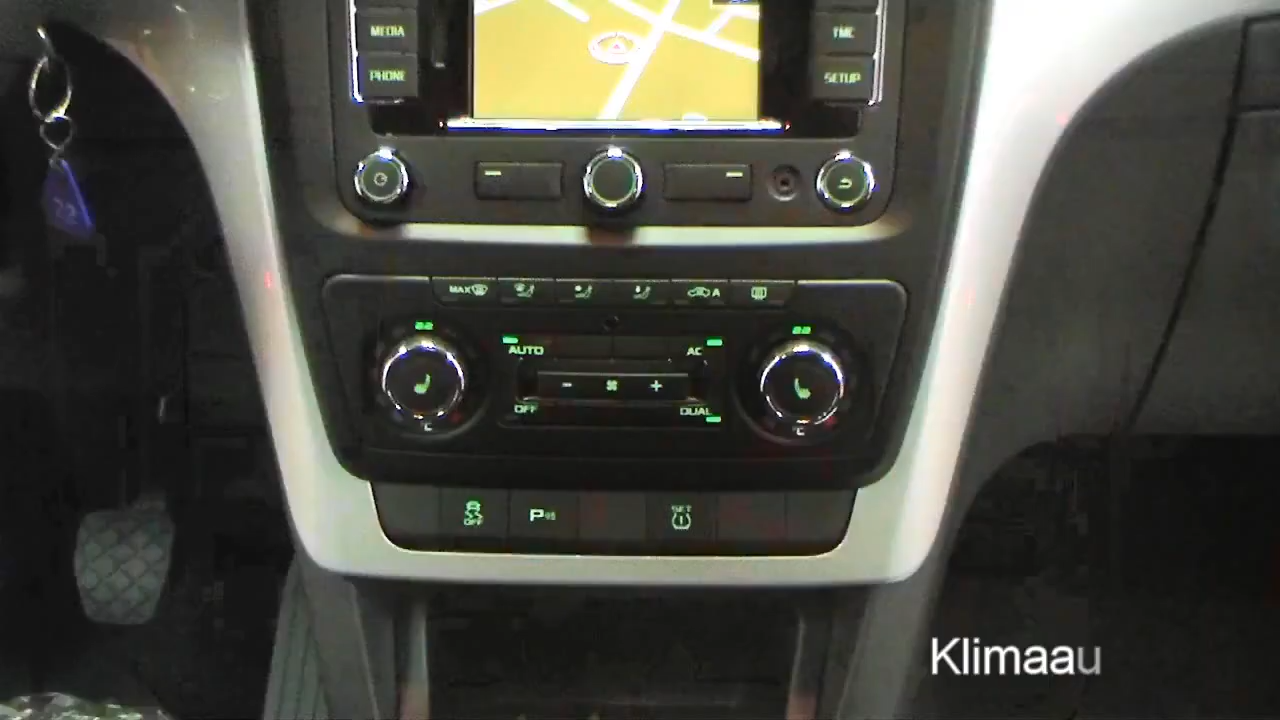 MEDIA
TMC
PHONE
SETUP
MAX
A
22
22
AUTO
AC
- +
OFF
DUAL
°C
°C
OFF
P
SET
Klimaau